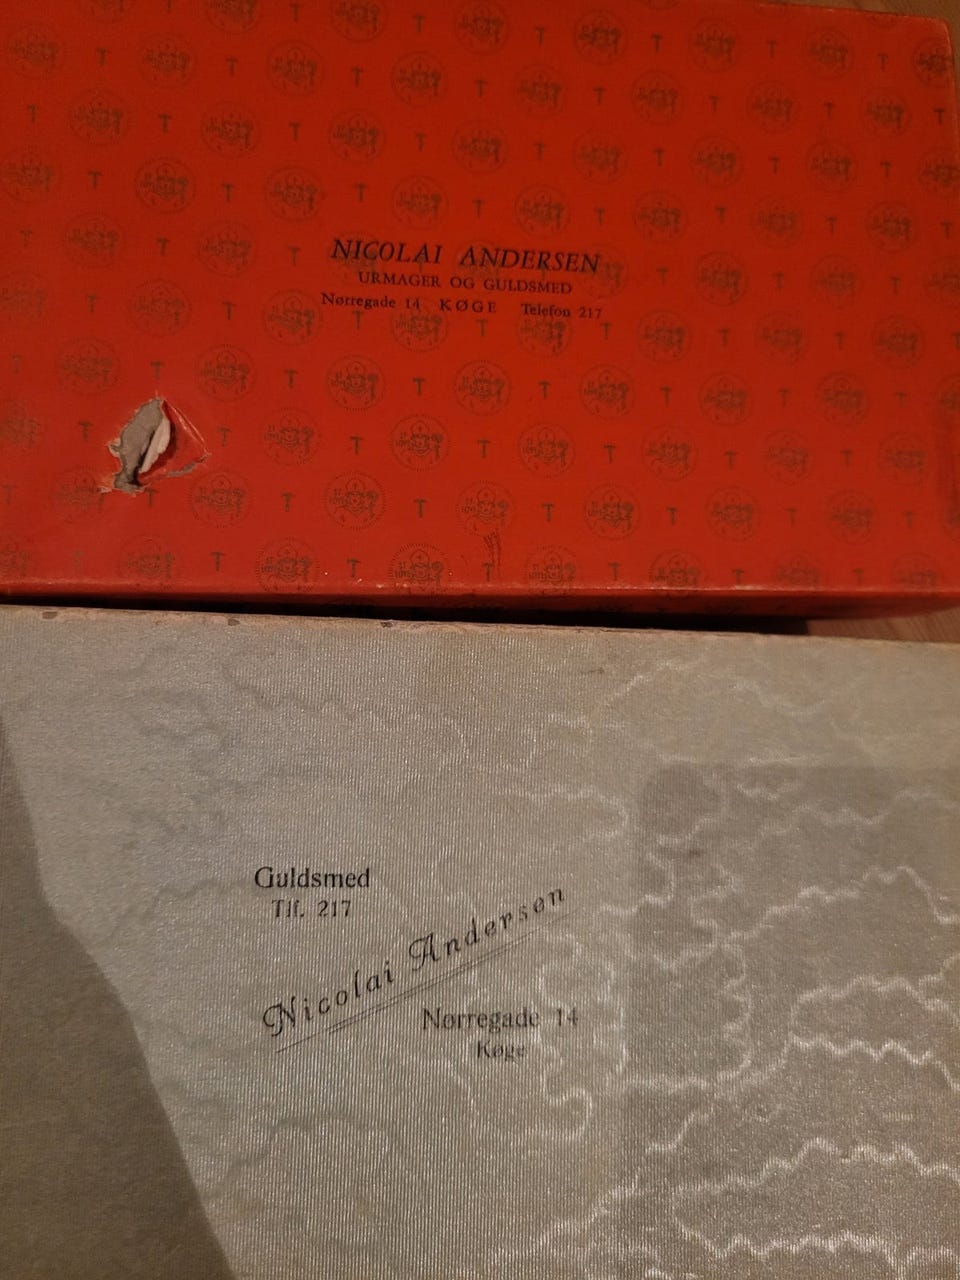 NICOLAI ANDERSEN
URMAGER OG GULDSMED
Nørregade 14 KØGE Telefon 217
Guldsmed
Tlf. 217
Nicolai Andersen
Nørregade 14
Køge